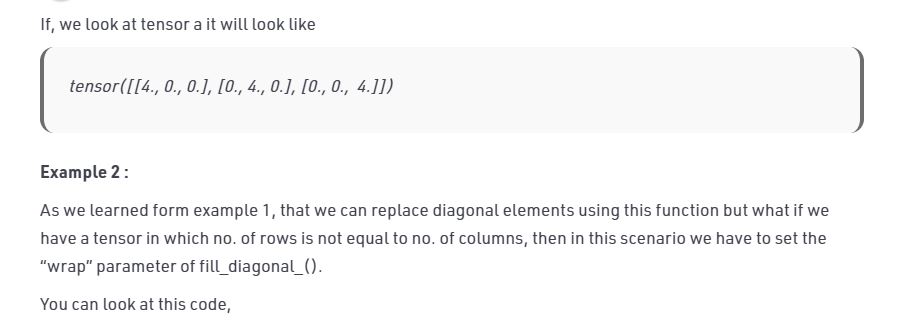 If, we look at tensor a it will look like
tensor([[4., 0., 0.], [0., 4., 0.], [0., 0., 4.]])
Example 2 :
As we learned form example 1, that we can replace diagonal elements using this function but what if we
have a tensor in which no. of rows is not equal to no. of columns, then in this scenario we have to set the
“wrap” parameter of fill_diagonal_().
You can look at this code,